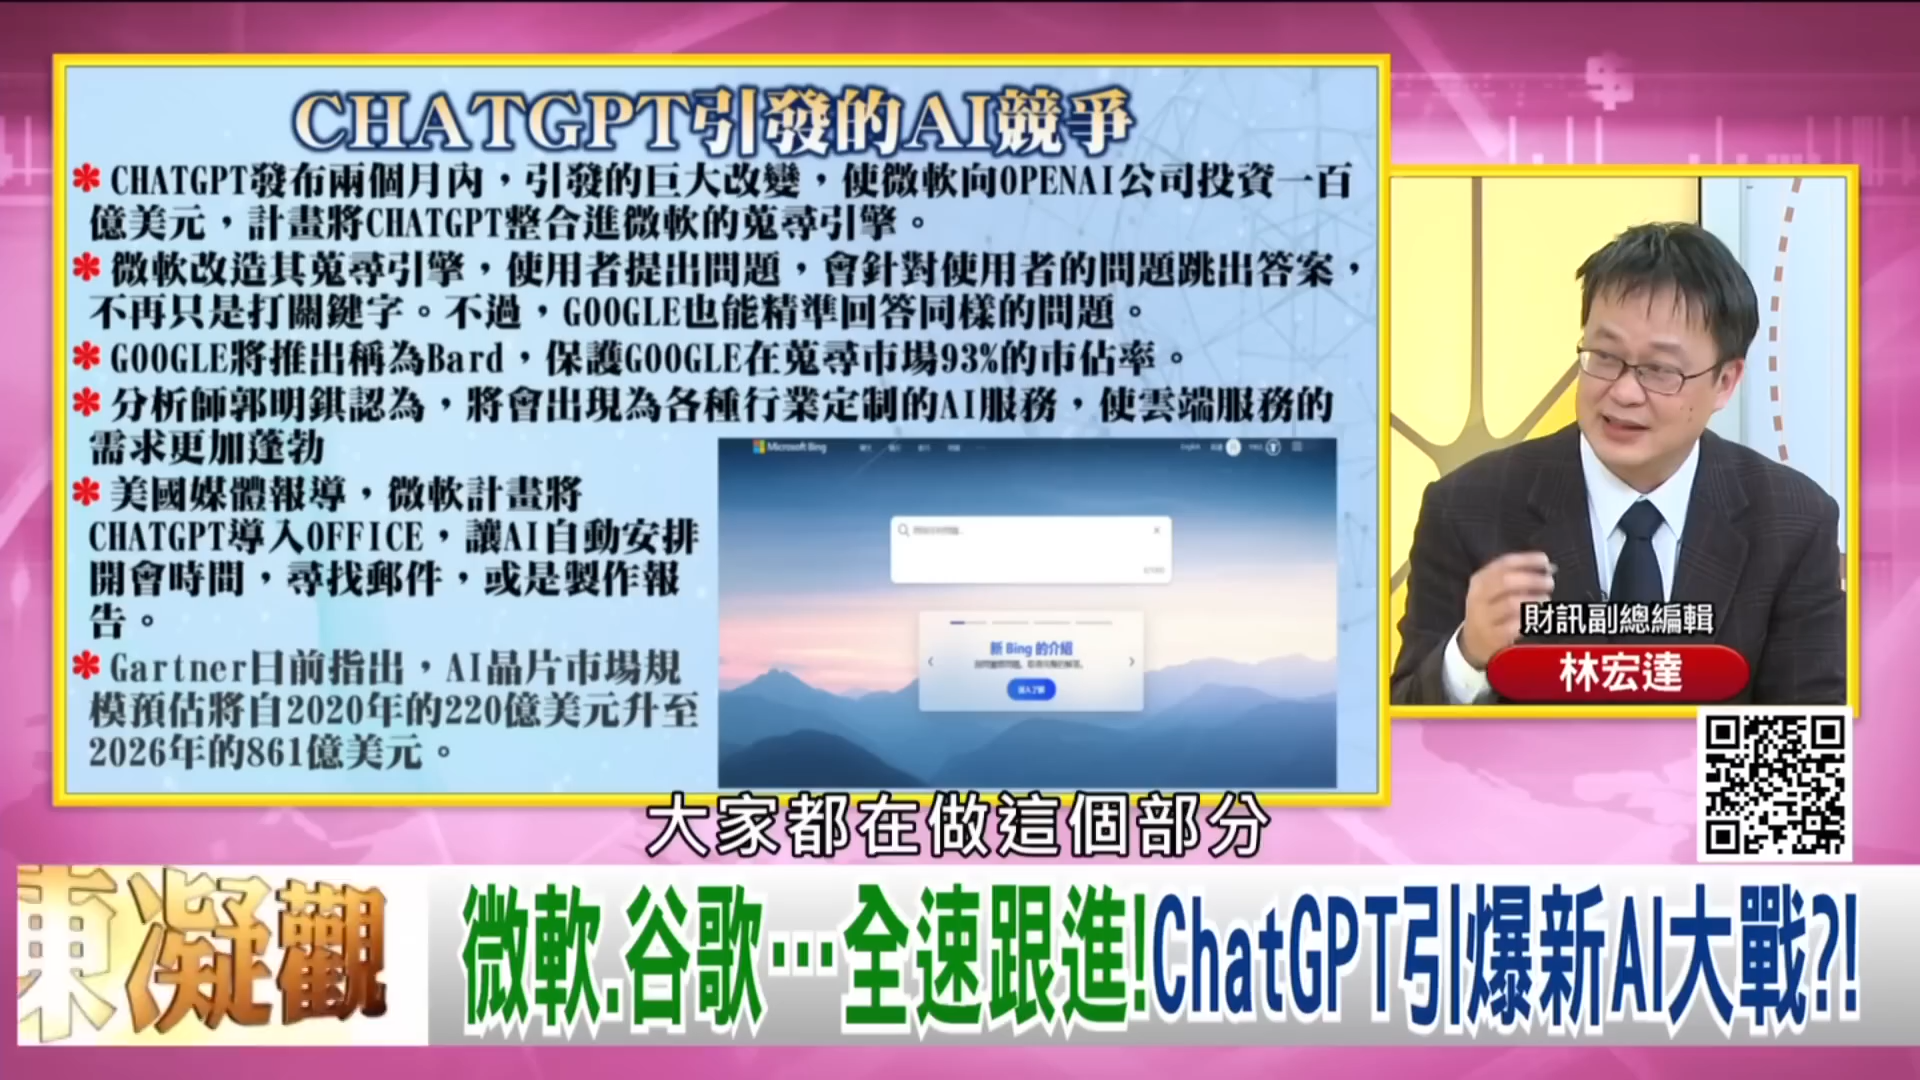 CHATGPT引發的AI競爭
＊CHATGPT發布兩個月內，引發的巨大改變，使微軟向OPENAI公司投資一百
億美元，計畫將CHATGPT整合進微軟的蒐尋引擎。
＊微軟改造其蒐尋引擎，使用者提出問題，會針對使用者的問題跳出答案，
不再只是打關鍵字。不過，GOOGLE也能精準回答同樣的問題。
＊GOOGLE將推出稱為Bard，保護GOOGLE在蒐尋市場93%的市佔率。
＊分析師郭明錤認為，將會出現為各種行業定制的AI服務，使雲端服務的
需求更加蓬勃
＊美國媒體報導，微軟計畫將
CHATGPT導入OFFICE，讓AI自動安排
開會時間，尋找郵件，或是製作報
告。
＊Gartner日前指出，AI晶片市場規
模預估將自2020年的220億美元升至
2026年的861億美元。
Microsoft Bing
新 Bing 的介紹
財訊副總編輯
林宏達
大家都在做這個部分
東凝觀
微軟.谷歌…全速跟進!ChatGPT引爆新AI大戰?!